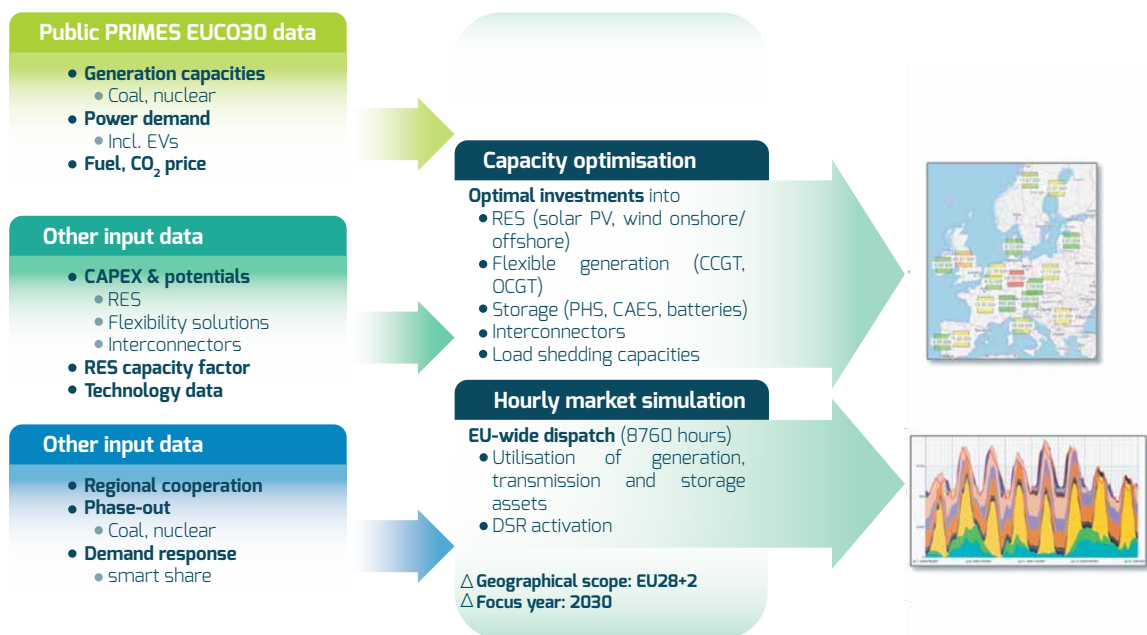 Public PRIMES EUCO30 data
● Generation capacities
● Coal, nuclear
● Power demand
● Incl. EVs
● Fuel, CO₂ price
Other input data
● CAPEX & potentials
● RES
● Flexibility solutions
● Interconnectors
● RES capacity factor
● Technology data
Other input data
● Regional cooperation
● Phase-out
● Coal, nuclear
● Demand response
● smart share
Capacity optimisation
Optimal investments into
● RES (solar PV, wind onshore/
offshore)
● Flexible generation (CCGT,
OCGT)
● Storage (PHS, CAES, batteries)
● Interconnectors
● Load shedding capacities
Hourly market simulation
EU-wide dispatch (8760 hours)
● Utilisation of generation,
transmission and storage
assets
● DSR activation
△ Geographical scope: EU28+2
△ Focus year: 2030